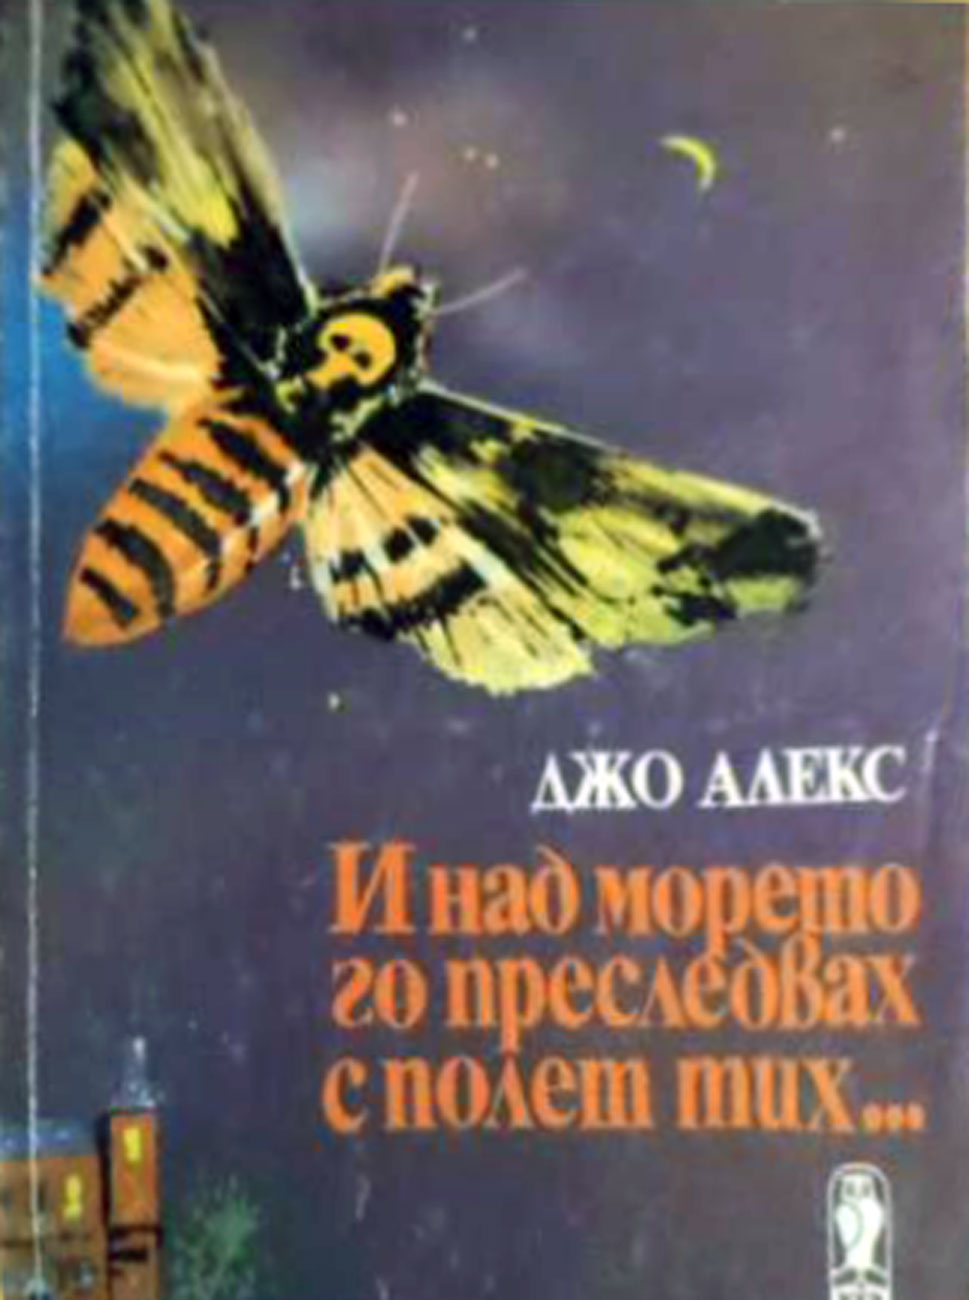 ДЖО АЛЕКС
И над морето
го преследвах
с полет тих...